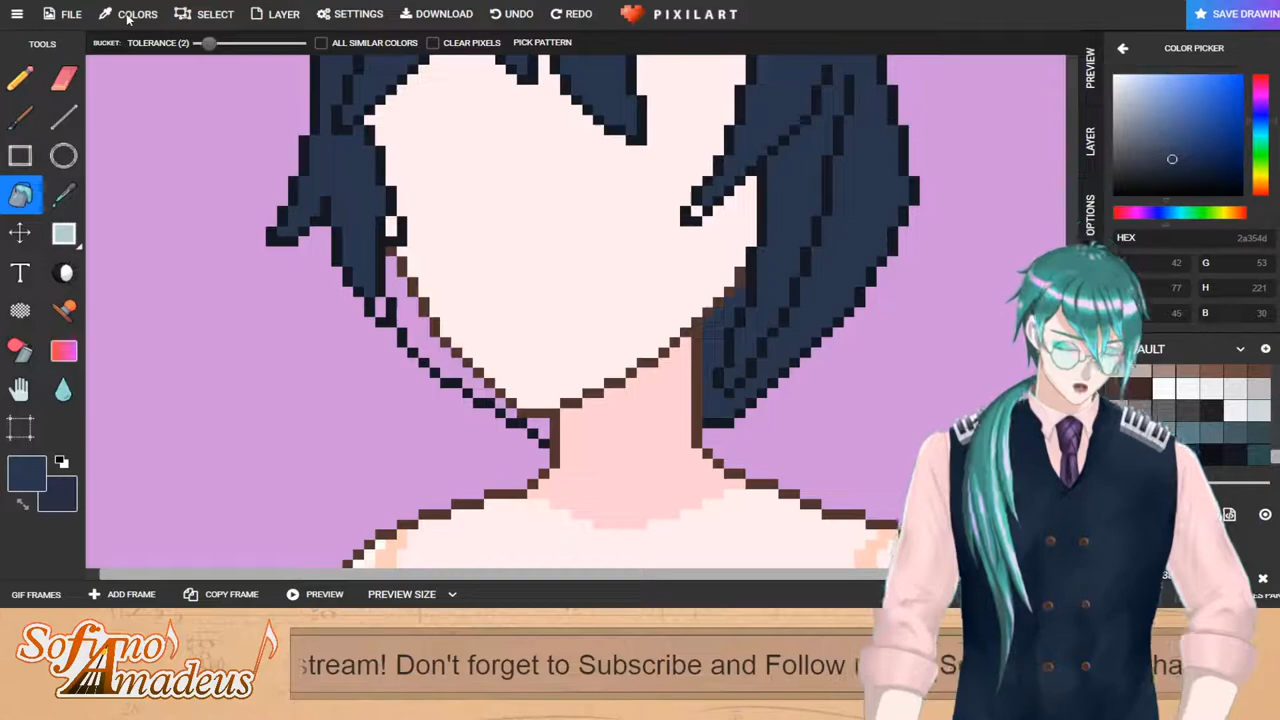 FILE COLORS SELECT LAYER SETTINGS DOWNLOAD UNDO REDO PIXILART SAVE DRAWIN
TOOLS BUCKET: TOLERANCE (2) ALL SIMILAR COLORS CLEAR PIXELS PICK PATTERN
COLOR PICKER
PREVIEW
LAYER
OPTIONS
HEX 2a354d
42 G 53
77 H 221
45 B 30
AULT
GIF FRAMES ADD FRAME COPY FRAME PREVIEW PREVIEW SIZE
Sofiano
Amadeus
stream! Don't forget to Subscribe and Follow